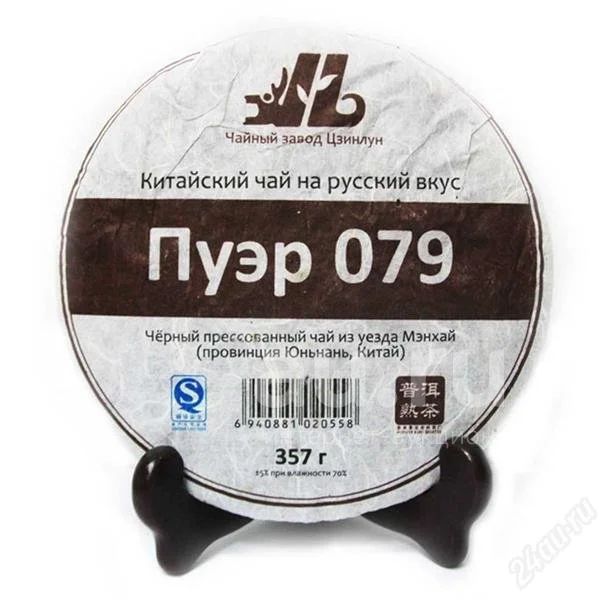 Чайный завод Цзинлун
Китайский чай на русский вкус
Пуэр 079
Чёрный прессованный чай из уезда Мэнхай
(провинция Юньнань, Китай)
普洱
熟茶
6 940881 020558
357 г
±5% при влажности 70%
24au.ru